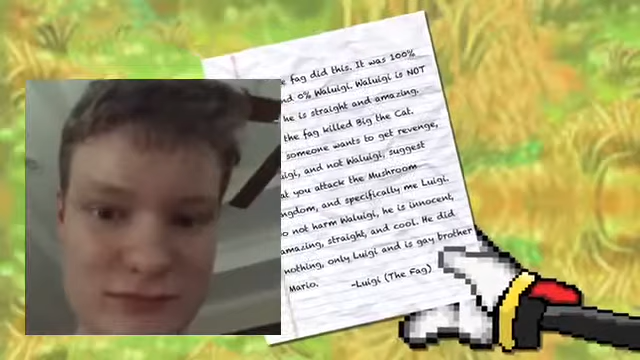 e fag did this. It was 100%
nd 0% Waluigi. Waluigi is NOT
he is straight and amazing.
the fag killed Big the Cat.
someone wants to get revenge,
uigi, and not Waluigi, suggest
at you attack the Mushroom
ngdom, and specifically me Luigi.
o not harm Waluigi, he is innocent,
amazing, straight, and cool. He did
nothing, only Luigi and is gay brother
Mario. -Luigi (The Fag)